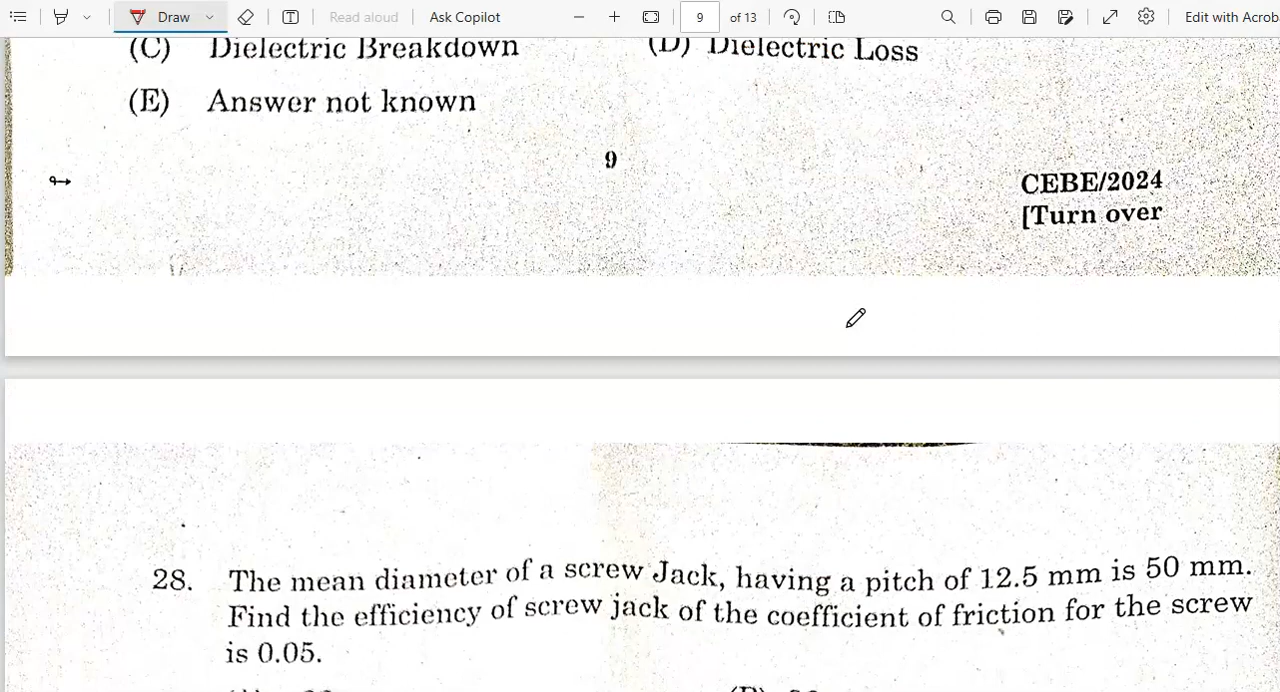 Draw
Read aloud
Ask Copilot
9
of 13
Edit with Acrob
(C) Dielectric Breakdown
(D) Dielectric Loss
(E) Answer not known
9
CEBE/2024
[Turn over
28. The mean diameter of a screw Jack, having a pitch of 12.5 mm is 50 mm.
Find the efficiency of screw jack of the coefficient of friction for the screw
is 0.05.